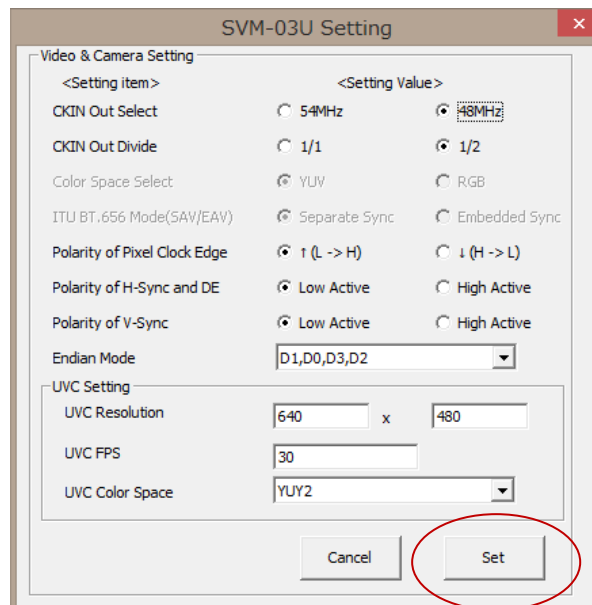 SVM-03U Setting
Video & Camera Setting
<Setting item> <Setting Value>
CKIN Out Select 54MHz 48MHz
CKIN Out Divide 1/1 1/2
Color Space Select YUV RGB
ITU BT.656 Mode(SAV/EAV) Separate Sync Embedded Sync
Polarity of Pixel Clock Edge ↑ (L -> H) ↓ (H -> L)
Polarity of H-Sync and DE Low Active High Active
Polarity of V-Sync Low Active High Active
Endian Mode D1,D0,D3,D2
UVC Setting
UVC Resolution 640 x 480
UVC FPS 30
UVC Color Space YUY2
Cancel Set